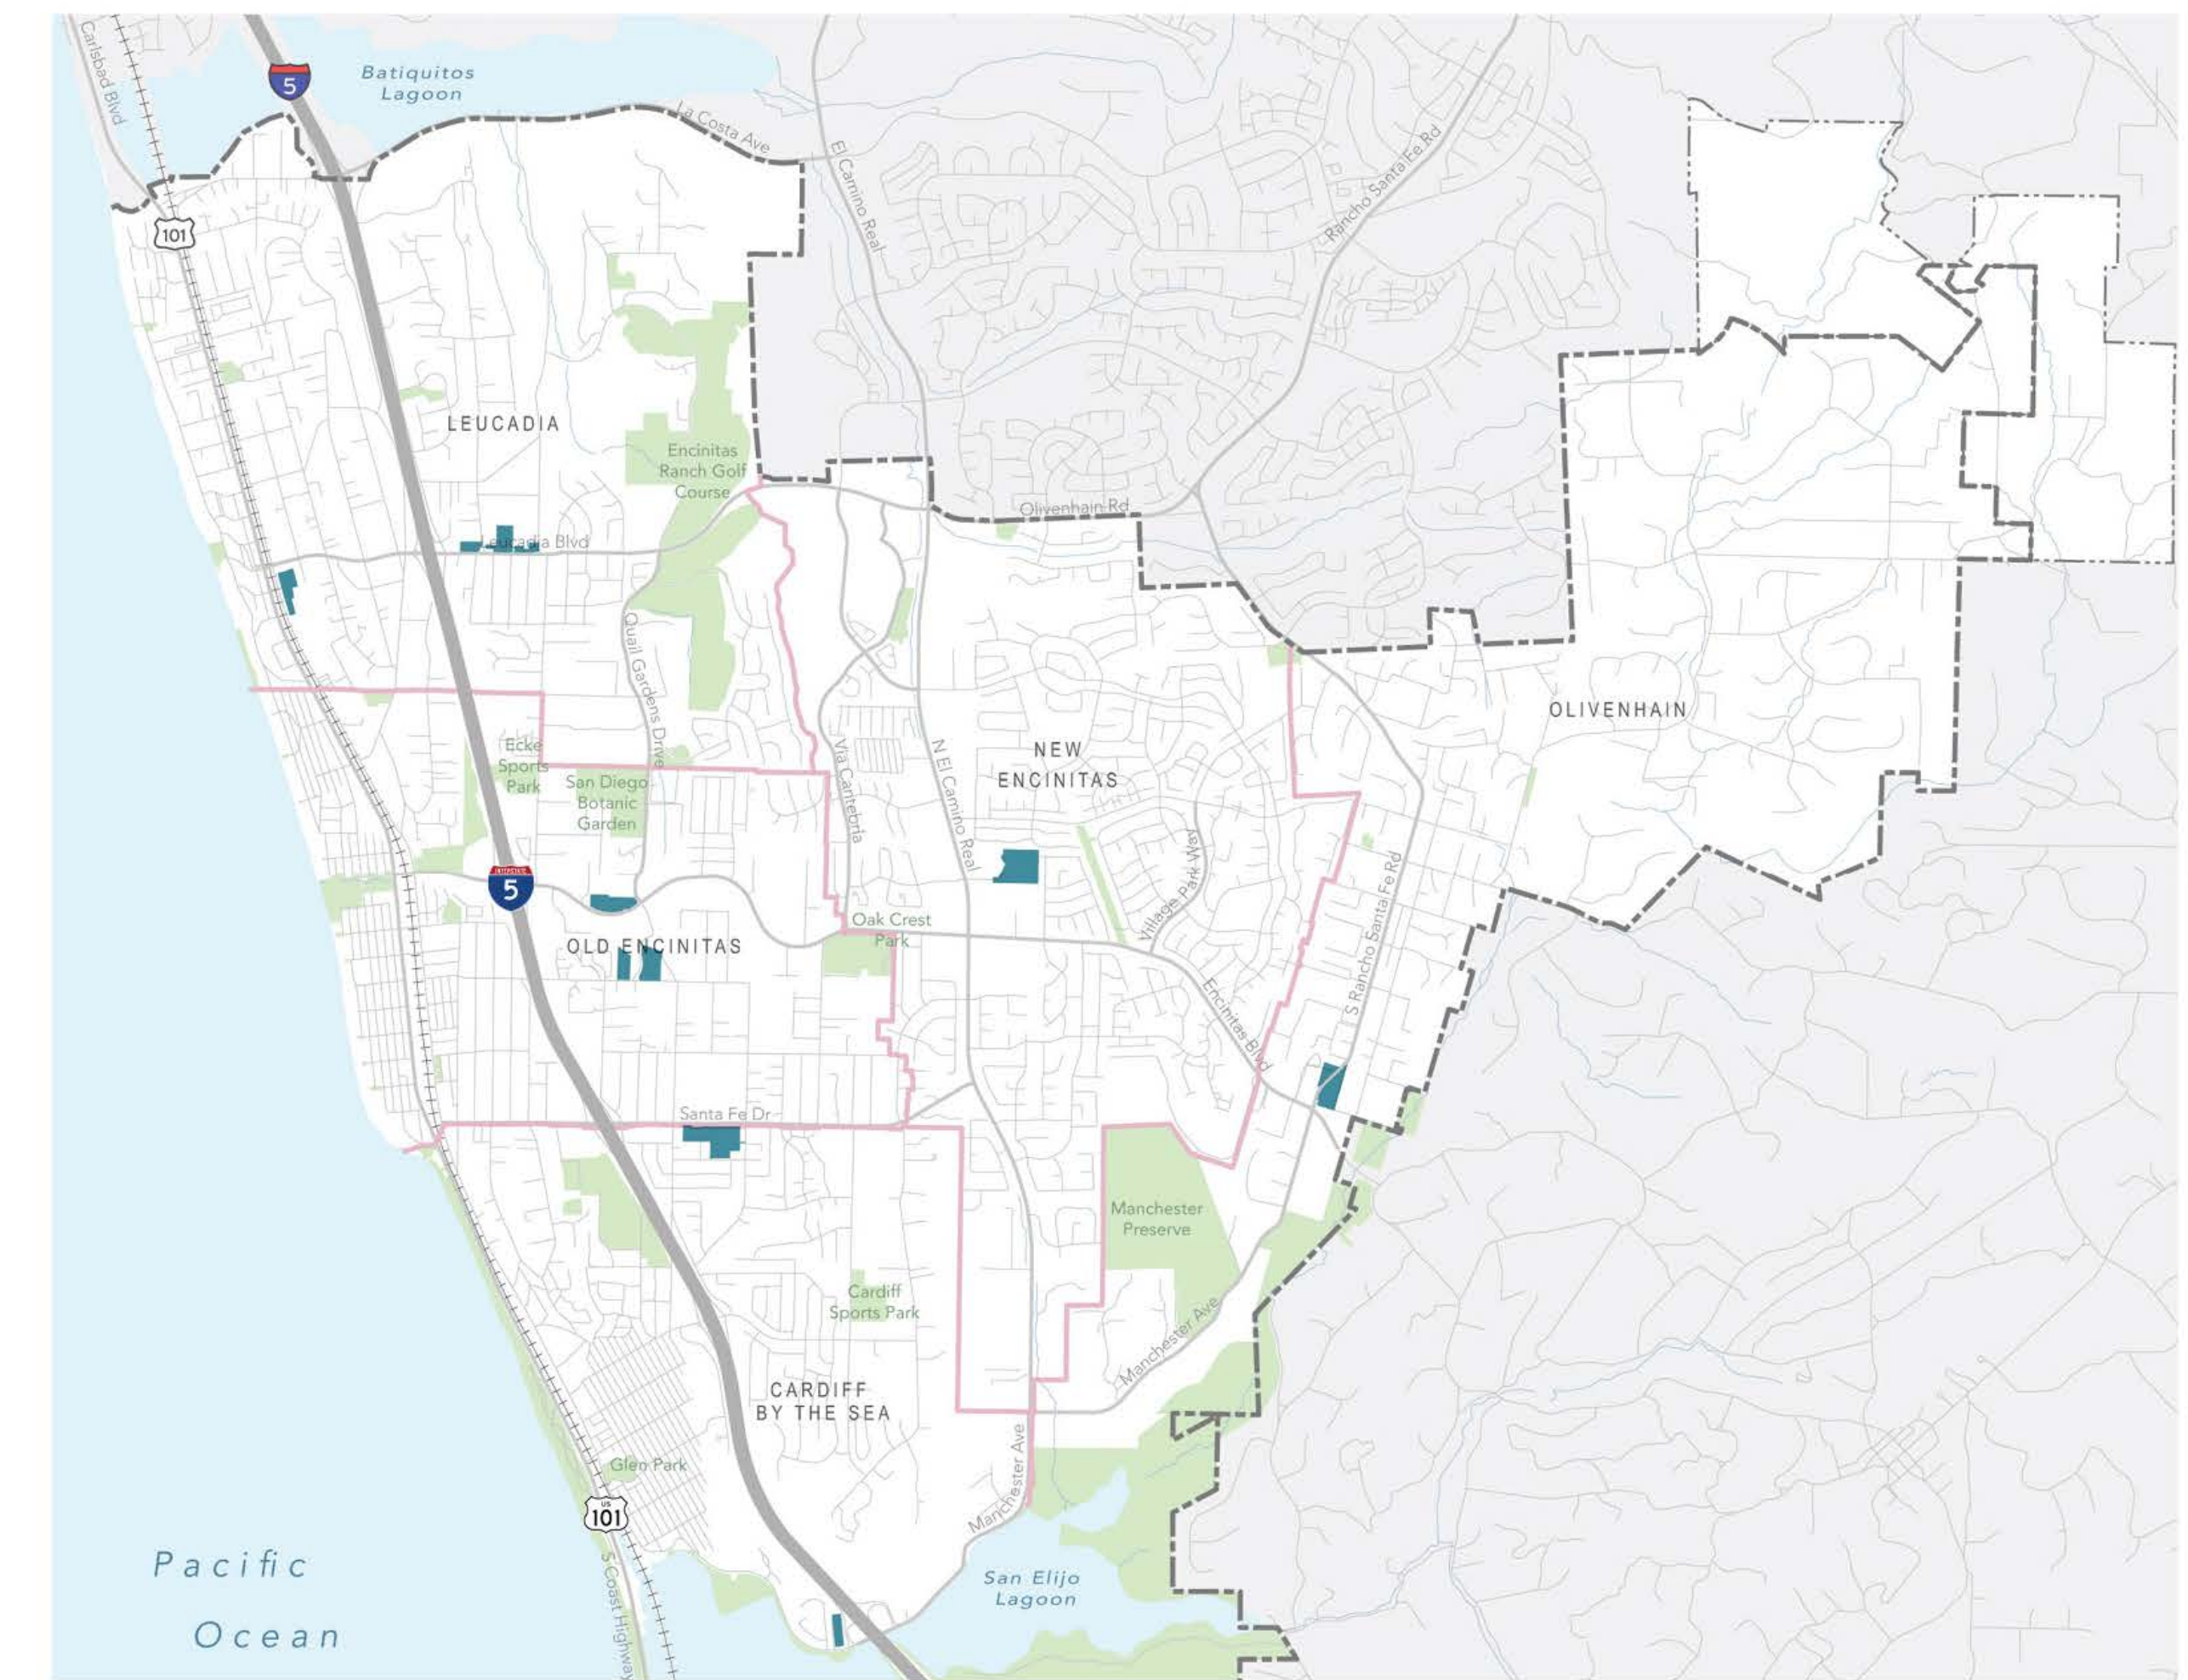 Carlsbad Blvd
5
Batiquitos
Lagoon
La Costa Ave
El Camino Real
Rancho Santa Fe Rd
101
LEUCADIA
Encinitas
Ranch Golf
Course
Olivenhain Rd
Leucadia Blvd
Quail Gardens Drive
OLIVENHAIN
Ecke
Sports
Park
San Diego
Botanic
Garden
Via Cantebria
N El Camino Real
NEW
ENCINITAS
Village Park Way
INTERSTATE
5
S Rancho Santa Fe Rd
Oak Crest
Park
OLD ENCINITAS
Encinitas Blvd
Santa Fe Dr
Manchester
Preserve
Cardiff
Sports Park
Manchester Ave
CARDIFF
BY THE SEA
Glen Park
Manchester Ave
US
101
S Coast Highway
San Elijo
Lagoon
Pacific
Ocean